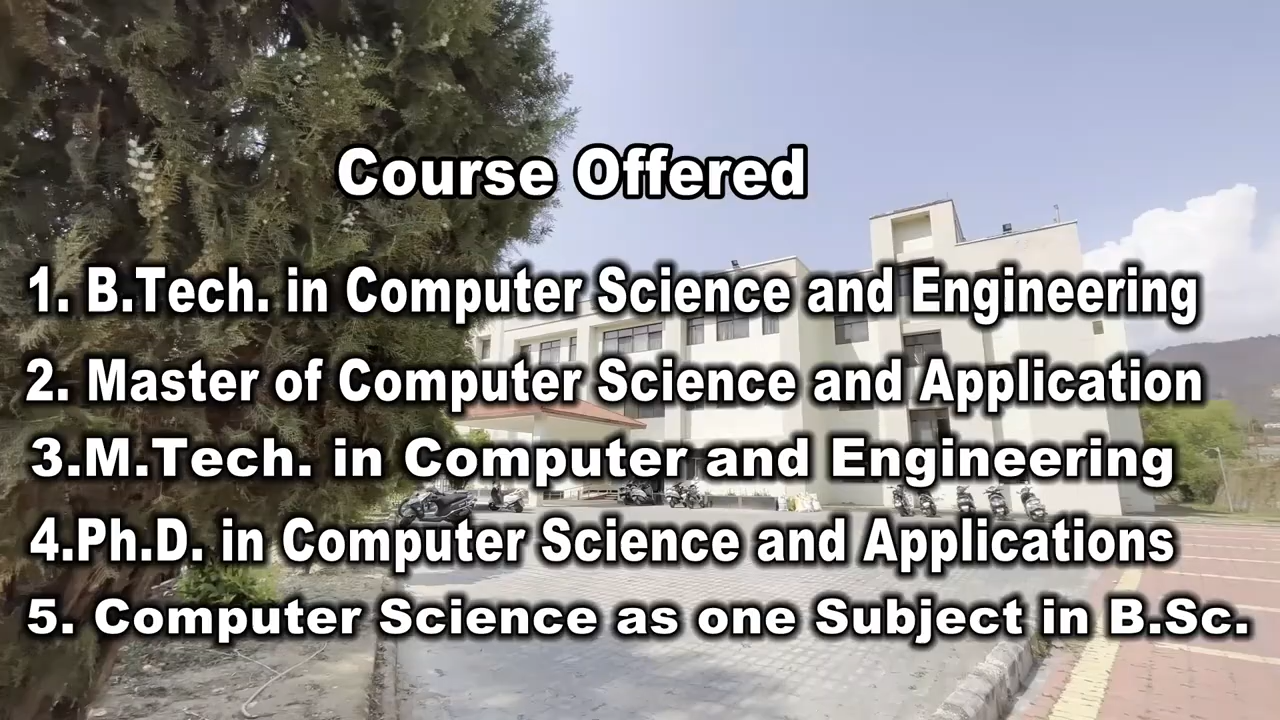 Course Offered
1. B.Tech. in Computer Science and Engineering
2. Master of Computer Science and Application
3.M.Tech. in Computer and Engineering
4.Ph.D. in Computer Science and Applications
5. Computer Science as one Subject in B.Sc.